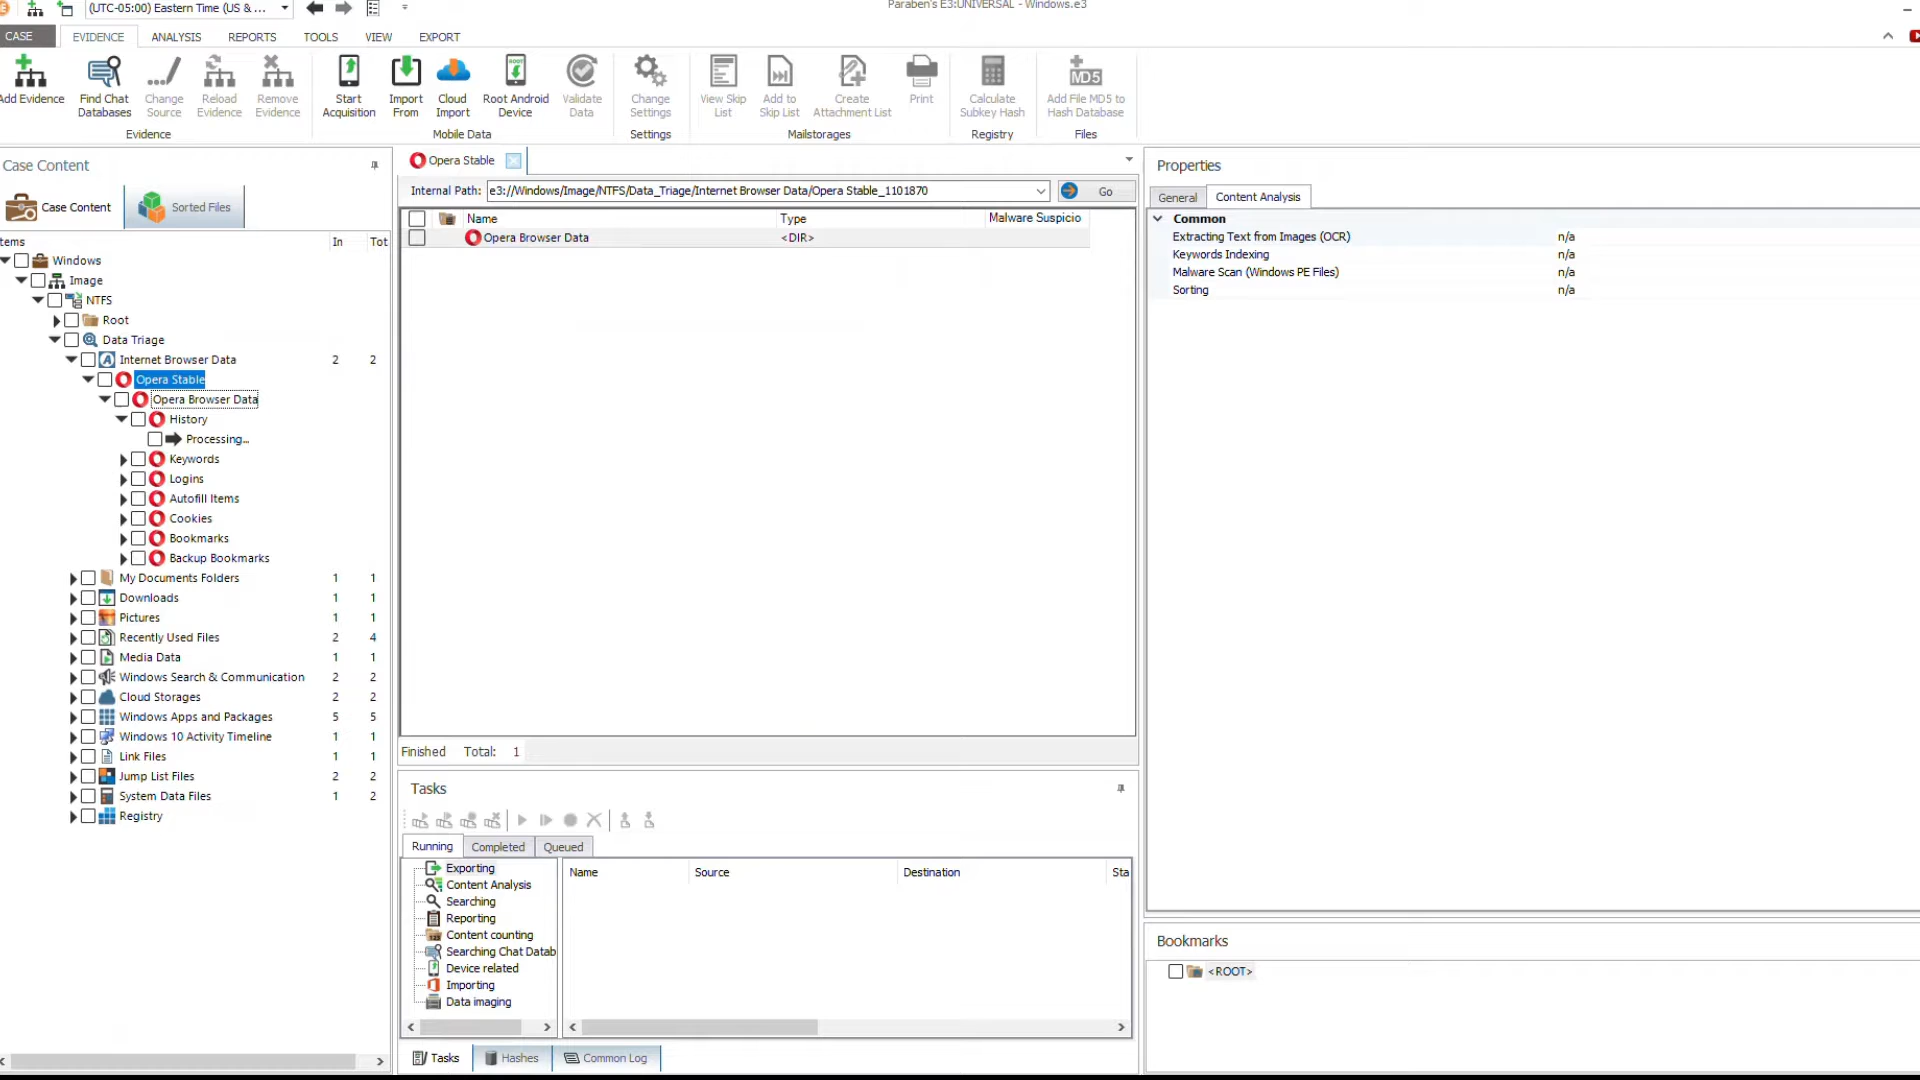 (UTC-05:00) Eastern Time (US & ...
Paraben's E3:UNIVERSAL - Windows.e3
CASE
EVIDENCE
ANALYSIS
REPORTS
TOOLS
VIEW
EXPORT
Add Evidence
Find Chat
Databases
Change
Source
Reload
Evidence
Remove
Evidence
Evidence
Start
Acquisition
Import
From
Cloud
Import
Root Android
Device
Validate
Data
Mobile Data
Change
Settings
Settings
View Skip
List
Add to
Skip List
Create
Attachment List
Print
Mailstorages
Calculate
Subkey Hash
Registry
MD5
Add File MD5 to
Hash Database
Files
Case Content
Case Content
Sorted Files
tems In Tot
Windows
Image
NTFS
Root
Data Triage
Internet Browser Data 2 2
Opera Stable
Opera Browser Data
History
Processing...
Keywords
Logins
Autofill Items
Cookies
Bookmarks
Backup Bookmarks
My Documents Folders 1 1
Downloads 1 1
Pictures 1 1
Recently Used Files 2 4
Media Data 1 1
Windows Search & Communication 2 2
Cloud Storages 2 2
Windows Apps and Packages 5 5
Windows 10 Activity Timeline 1 1
Link Files 1 1
Jump List Files 2 2
System Data Files 1 2
Registry
Opera Stable
Internal Path: e3://Windows/Image/NTFS/Data_Triage/Internet Browser Data/Opera Stable_1101870 Go
Name Type Malware Suspicio
Opera Browser Data <DIR>
Finished Total: 1
Tasks
Running Completed Queued
Exporting
Content Analysis
Searching
Reporting
Content counting
Searching Chat Datab
Device related
Importing
Data imaging
Name Source Destination Sta
Tasks Hashes Common Log
Properties
General Content Analysis
Common
Extracting Text from Images (OCR) n/a
Keywords Indexing n/a
Malware Scan (Windows PE Files) n/a
Sorting n/a
Bookmarks
<ROOT>